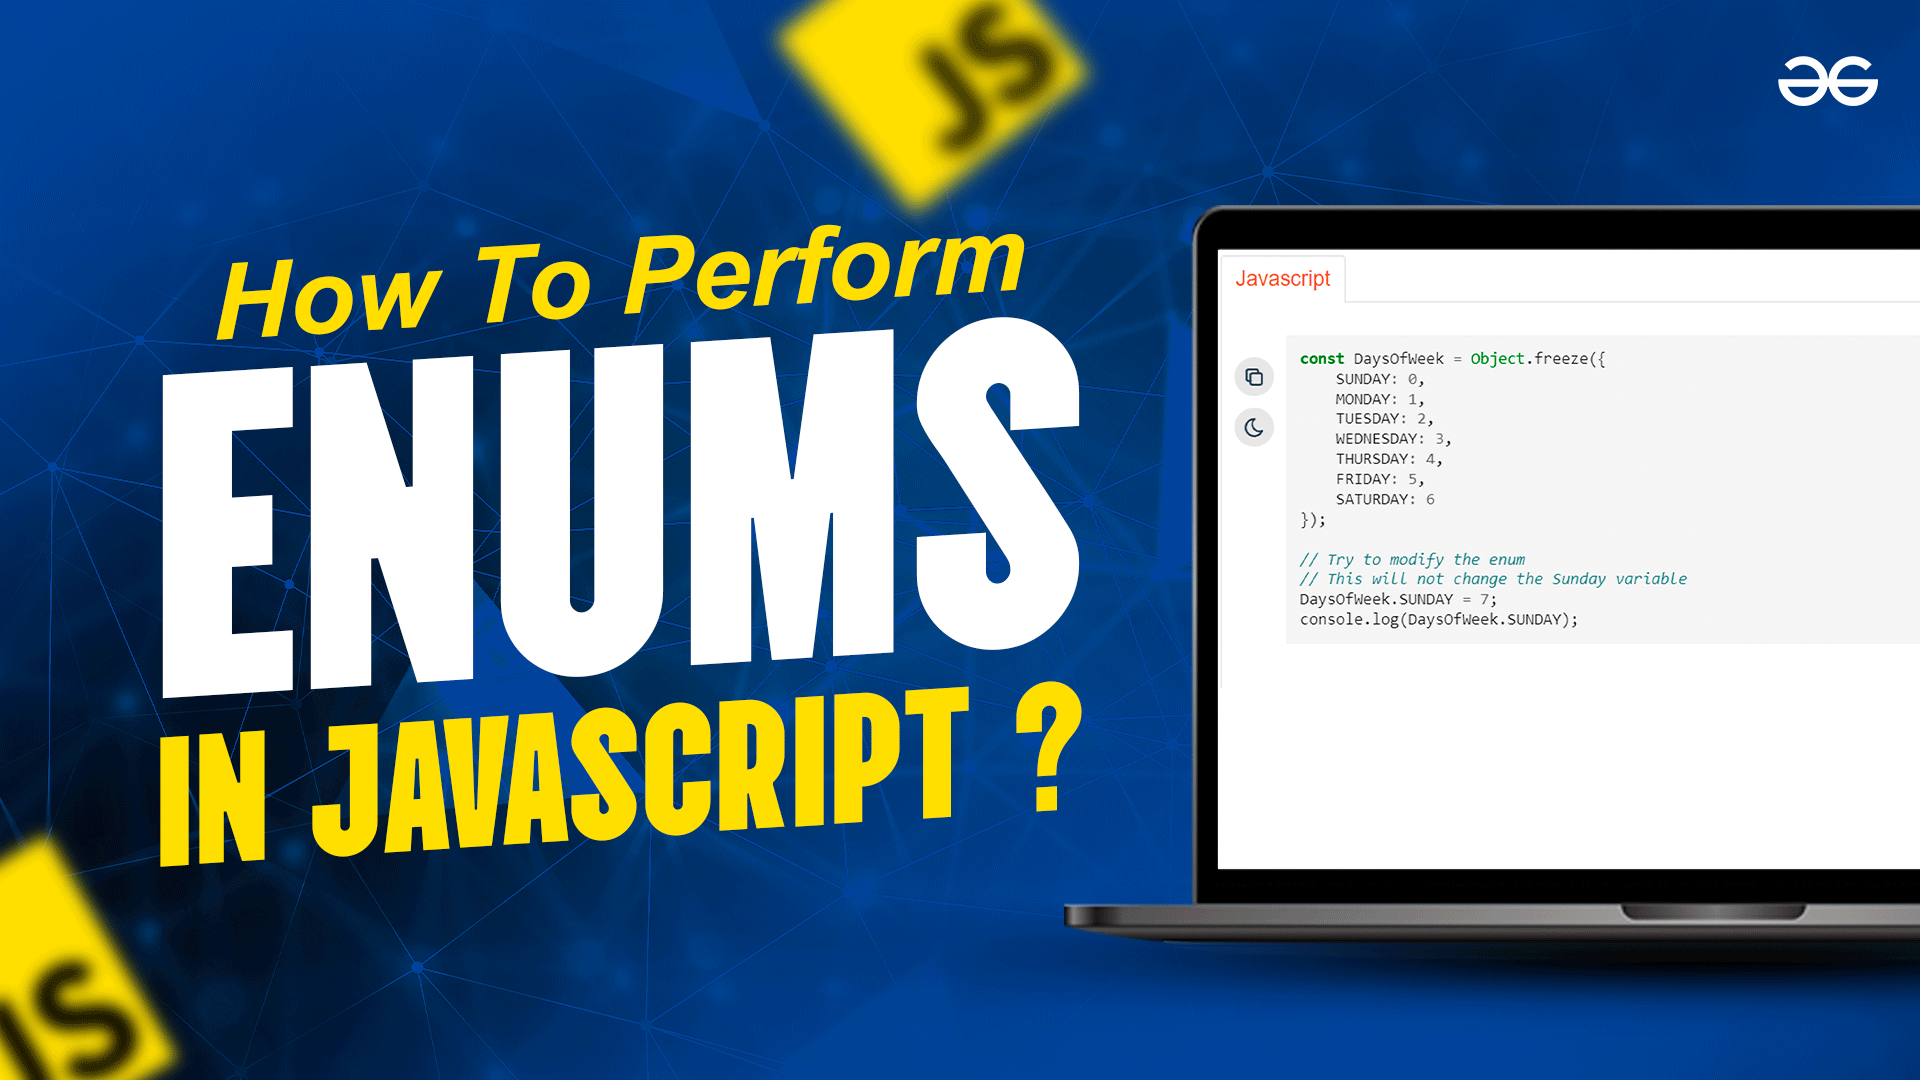 JS
How To Perform
ENUMS
IN JAVASCRIPT ?
JS
Javascript
const DaysOfWeek = Object.freeze({
    SUNDAY: 0,
    MONDAY: 1,
    TUESDAY: 2,
    WEDNESDAY: 3,
    THURSDAY: 4,
    FRIDAY: 5,
    SATURDAY: 6
});

// Try to modify the enum
// This will not change the Sunday variable
DaysOfWeek.SUNDAY = 7;
console.log(DaysOfWeek.SUNDAY);